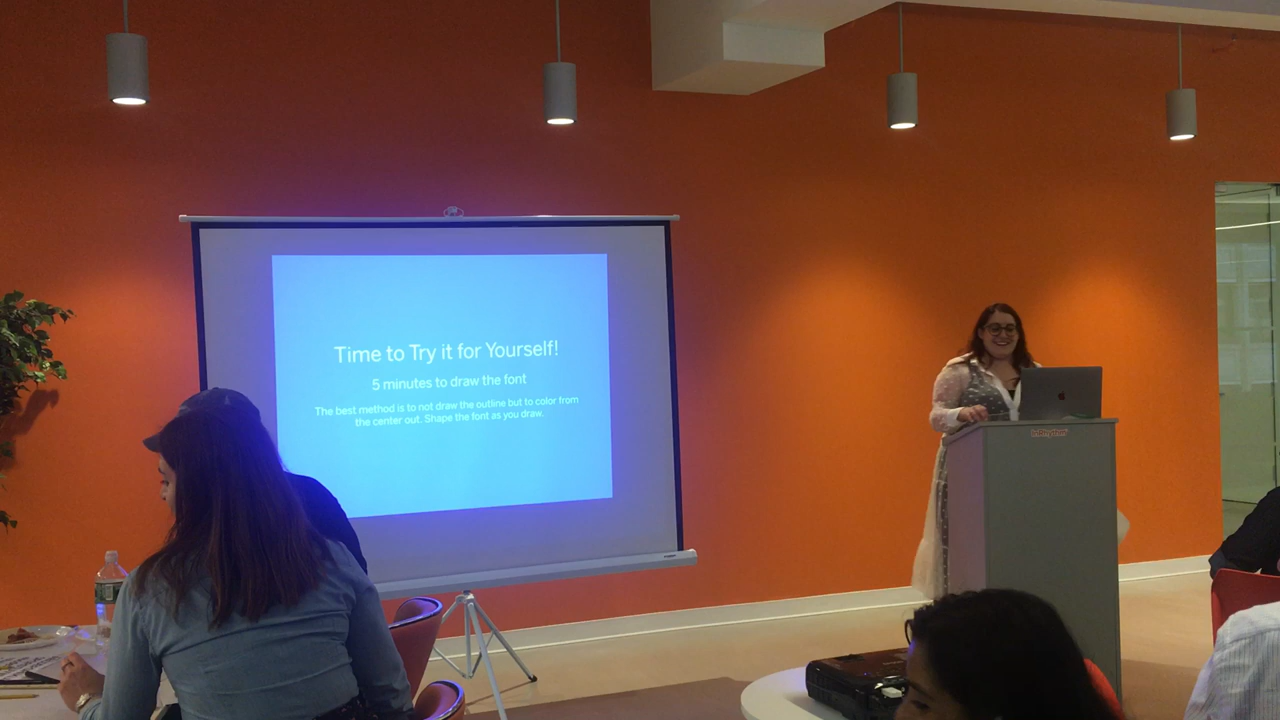 Time to Try it for Yourself!
5 minutes to draw the font
The best method is to not draw the outline but to color from
the center out. Shape the font as you draw.
InRhythm